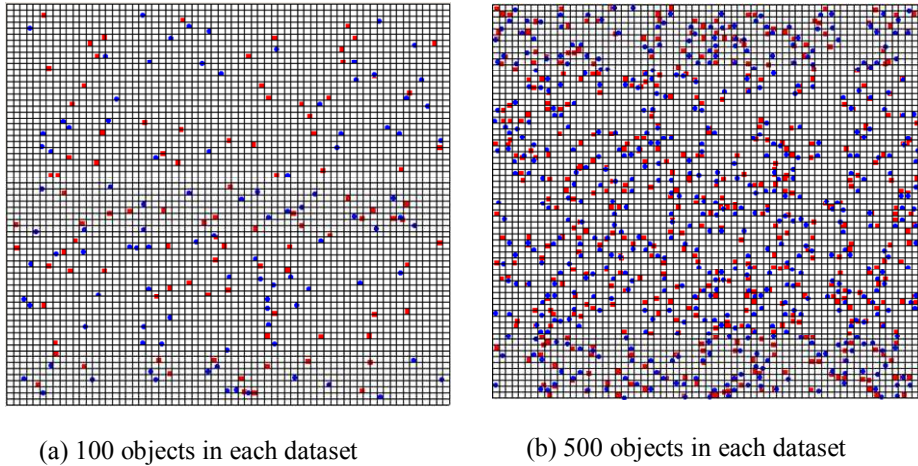 (a) 100 objects in each dataset
(b) 500 objects in each dataset